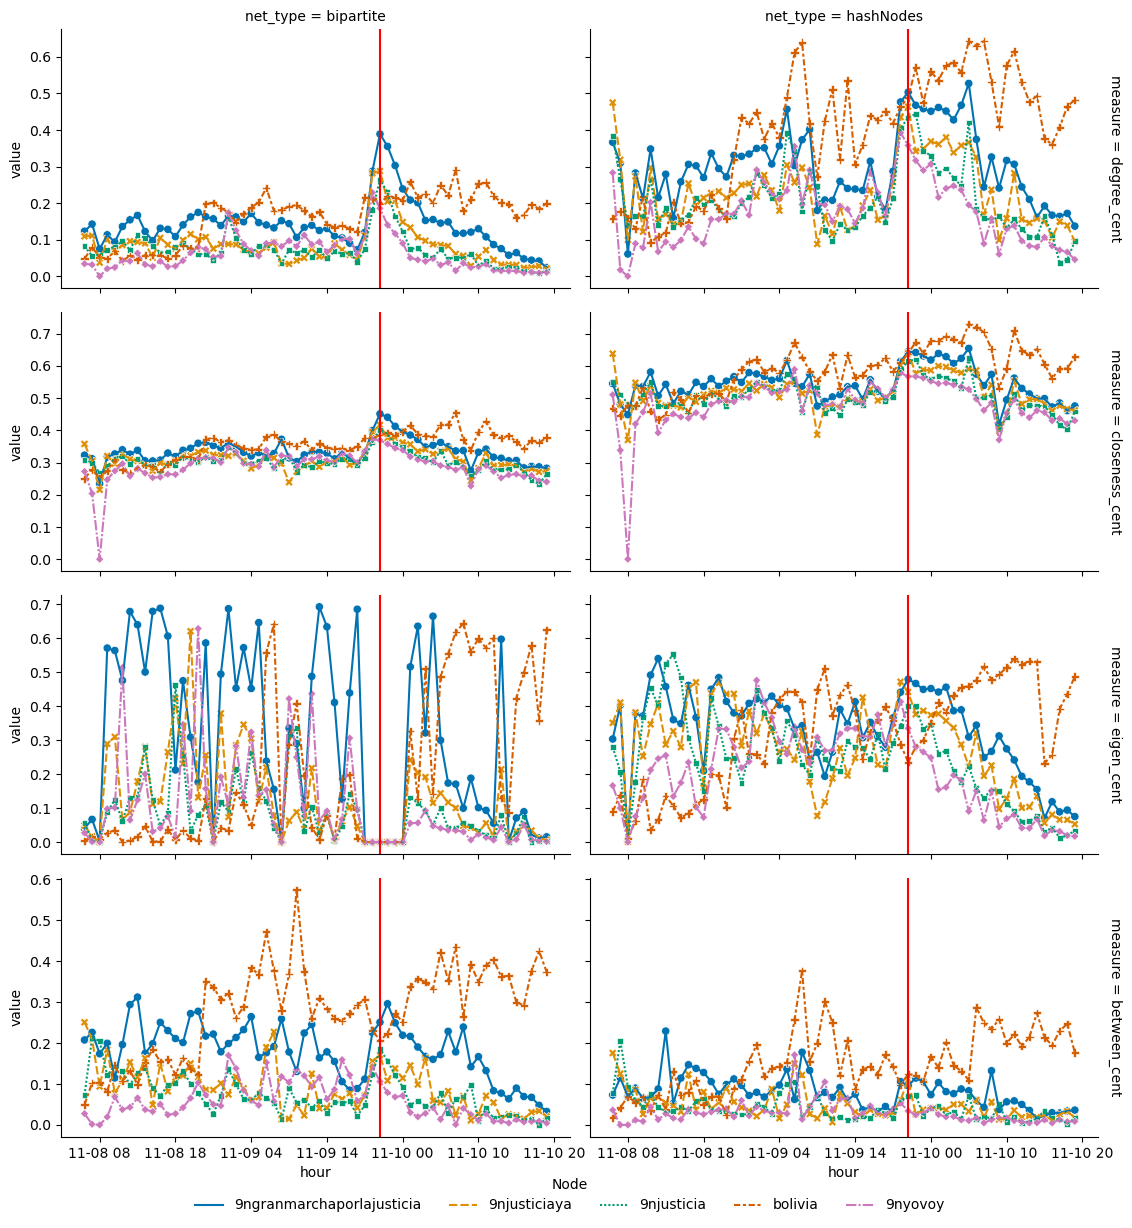 net_type = bipartite
net_type = hashNodes
0.6
0.5
0.4
0.3
0.2
0.1
0.0
value
measure = degree_cent
0.7
0.6
0.5
0.4
0.3
0.2
0.1
0.0
value
measure = closeness_cent
0.7
0.6
0.5
0.4
0.3
0.2
0.1
0.0
value
measure = eigen_cent
0.6
0.5
0.4
0.3
0.2
0.1
0.0
value
measure = between_cent
11-08 08 11-08 18 11-09 04 11-09 14 11-10 00 11-10 10 11-10 20
11-08 08 11-08 18 11-09 04 11-09 14 11-10 00 11-10 10 11-10 20
hour
hour
Node
9ngranmarchaporlajusticia 9njusticiaya 9njusticia bolivia 9nyovoy